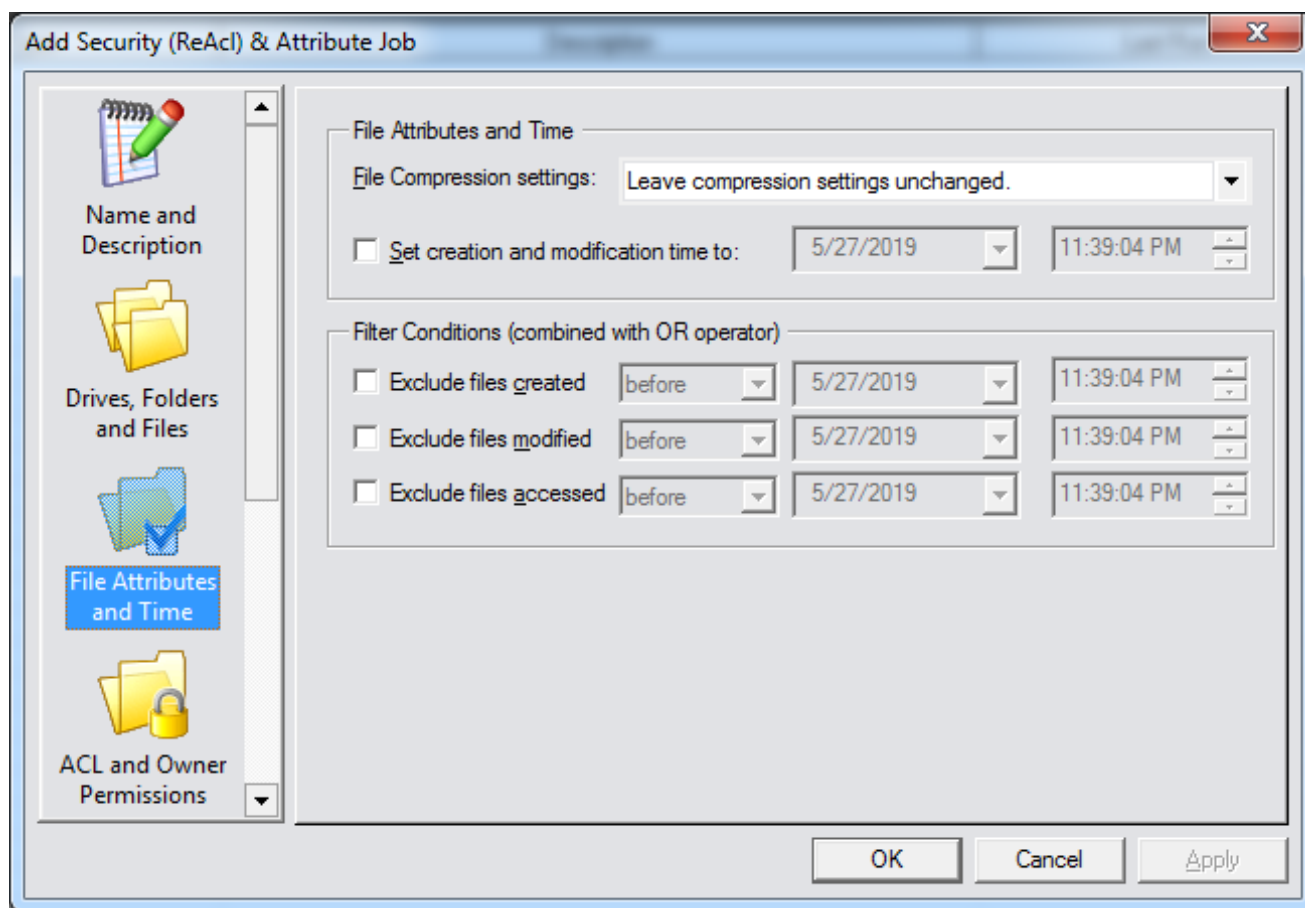 Add Security (ReAcl) & Attribute Job
Name and
Description
Drives, Folders
and Files
File Attributes
and Time
ACL and Owner
Permissions
File Attributes and Time
File Compression settings: Leave compression settings unchanged.
Set creation and modification time to: 5/27/2019 11:39:04 PM
Filter Conditions (combined with OR operator)
Exclude files created before 5/27/2019 11:39:04 PM
Exclude files modified before 5/27/2019 11:39:04 PM
Exclude files accessed before 5/27/2019 11:39:04 PM
OK Cancel Apply